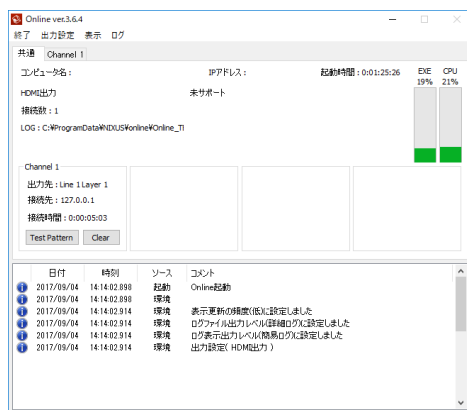 Online ver.3.6.4
終了 出力設定 表示 ログ
共通 Channel 1
コンピュータ名: IPアドレス: 起動時間:0:01:25:26 EXE CPU
19% 21%
HDMI出力 未サポート
接続数:1
LOG:C:¥ProgramData¥NIXUS¥online¥Online_TI
Channel 1
出力先:Line 1 Layer 1
接続先:127.0.0.1
接続時間:0:00:05:03
Test Pattern Clear
日付 時刻 ソース コメント
2017/09/04 14:14:02.898 起動 Online起動
2017/09/04 14:14:02.898 環境
2017/09/04 14:14:02.914 環境 表示更新の頻度(低)に設定しました
2017/09/04 14:14:02.914 環境 ログファイル出力レベル(詳細ログ)に設定しました
2017/09/04 14:14:02.914 環境 ログ表示出力レベル(簡易ログ)に設定しました
2017/09/04 14:14:02.914 環境 出力設定( HDMI出力 )